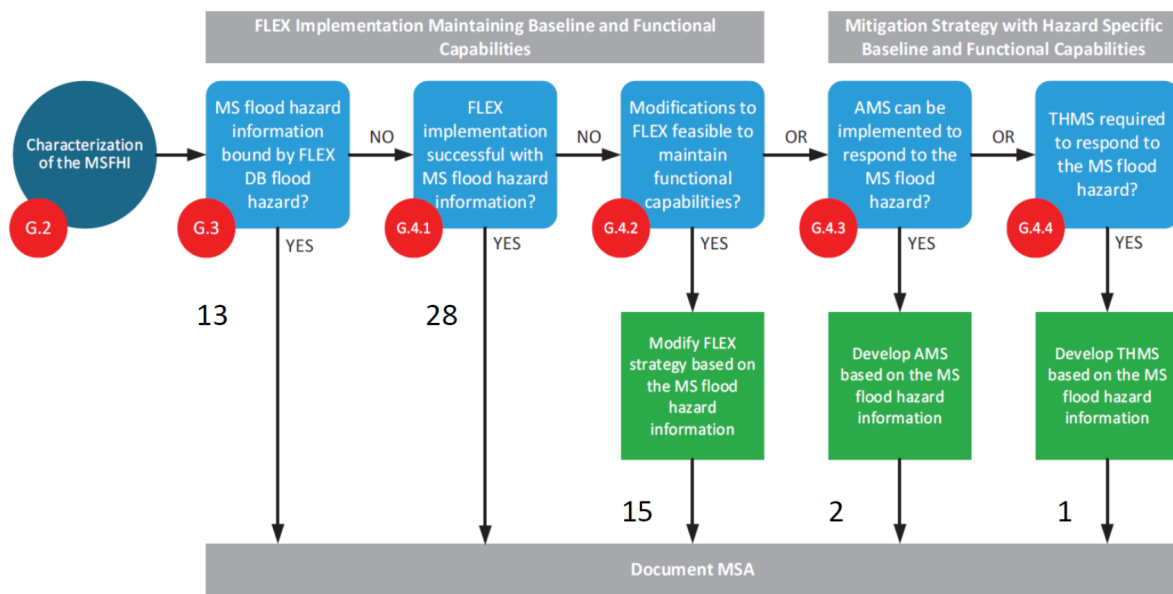 FLEX Implementation Maintaining Baseline and Functional
Capabilities
Mitigation Strategy with Hazard Specific
Baseline and Functional Capabilities
Characterization
of the MSFHI
G.2
MS flood hazard
information
bound by FLEX
DB flood
hazard?
G.3
NO
YES
FLEX
implementation
successful with
MS flood hazard
information?
G.4.1
NO
YES
Modifications to
FLEX feasible to
maintain
functional
capabilities?
G.4.2
OR
YES
AMS can be
implemented to
respond to the
MS flood
hazard?
G.4.3
OR
YES
THMS required
to respond to
the MS flood
hazard?
G.4.4
YES
13
28
Modify FLEX
strategy based on
the MS flood
hazard
information
Develop AMS
based on the MS
flood hazard
information
Develop THMS
based on the MS
flood hazard
information
15
2
1
Document MSA